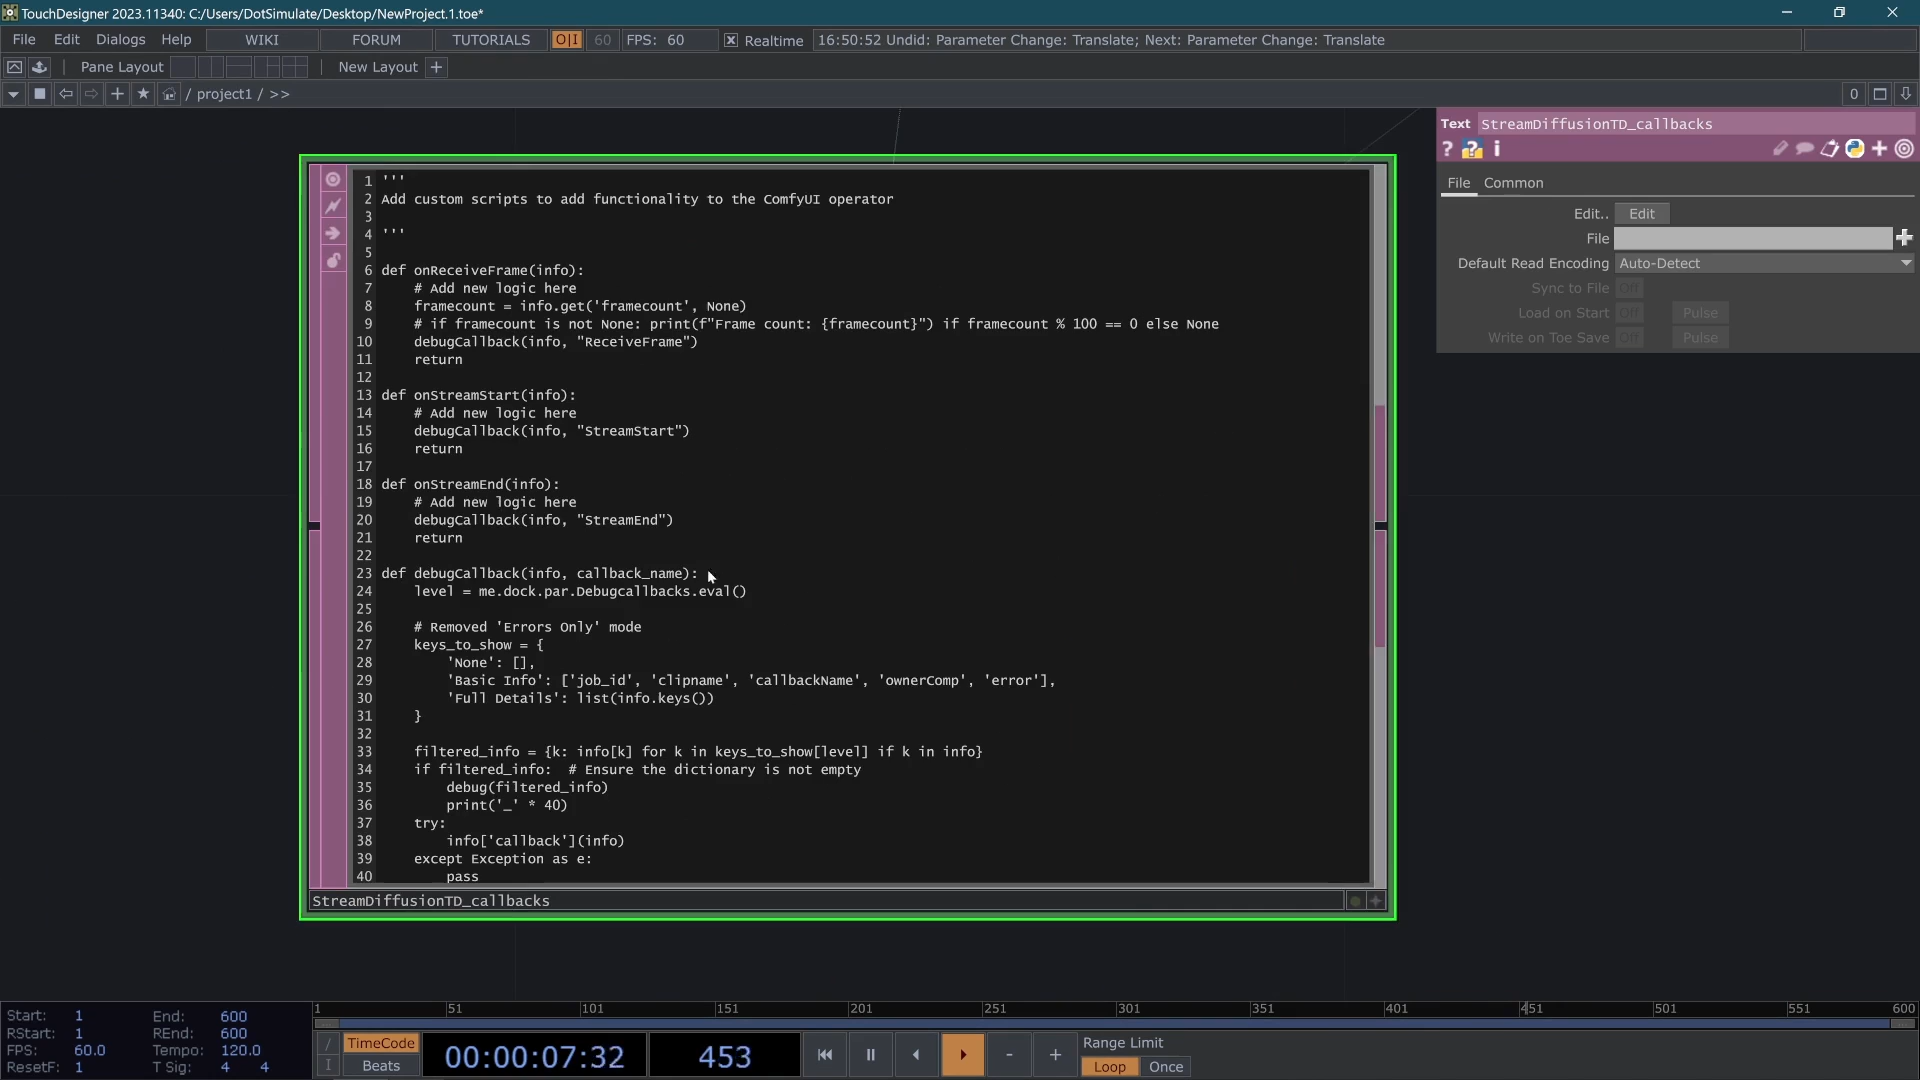 TouchDesigner 2023.11340: C:/Users/DotSimulate/Desktop/NewProject.1.toe*
File Edit Dialogs Help WIKI FORUM TUTORIALS O|I 60 FPS: 60 Realtime 16:50:52 Undid: Parameter Change: Translate; Next: Parameter Change: Translate
Pane Layout New Layout +
/ project1 / >> 0
Text StreamDiffusionTD_callbacks
File Common
Edit.. Edit
File
Default Read Encoding Auto-Detect
Sync to File Off
Load on Start Off Pulse
Write on Toe Save Off Pulse
1 '''
2 Add custom scripts to add functionality to the ComfyUI operator
3
4 '''
5
6 def onReceiveFrame(info):
7 # Add new logic here
8 framecount = info.get('framecount', None)
9 # if framecount is not None: print(f"Frame count: {framecount}") if framecount % 100 == 0 else None
10 debugCallback(info, "ReceiveFrame")
11 return
12
13 def onStreamStart(info):
14 # Add new logic here
15 debugCallback(info, "StreamStart")
16 return
17
18 def onStreamEnd(info):
19 # Add new logic here
20 debugCallback(info, "StreamEnd")
21 return
22
23 def debugCallback(info, callback_name):
24 level = me.dock.par.Debugcallbacks.eval()
25
26 # Removed 'Errors Only' mode
27 keys_to_show = {
28 'None': [],
29 'Basic Info': ['job_id', 'clipname', 'callbackName', 'ownerComp', 'error'],
30 'Full Details': list(info.keys())
31 }
32
33 filtered_info = {k: info[k] for k in keys_to_show[level] if k in info}
34 if filtered_info: # Ensure the dictionary is not empty
35 debug(filtered_info)
36 print('_' * 40)
37 try:
38 info['callback'](info)
39 except Exception as e:
40 pass
StreamDiffusionTD_callbacks
1 51 101 151 201 251 301 351 401 451 501 551 600
Start: 1 End: 600
RStart: 1 REnd: 600
FPS: 60.0 Tempo: 120.0
ResetF: 1 T Sig: 4 4
TimeCode
Beats
00:00:07:32 453
Range Limit
Loop Once